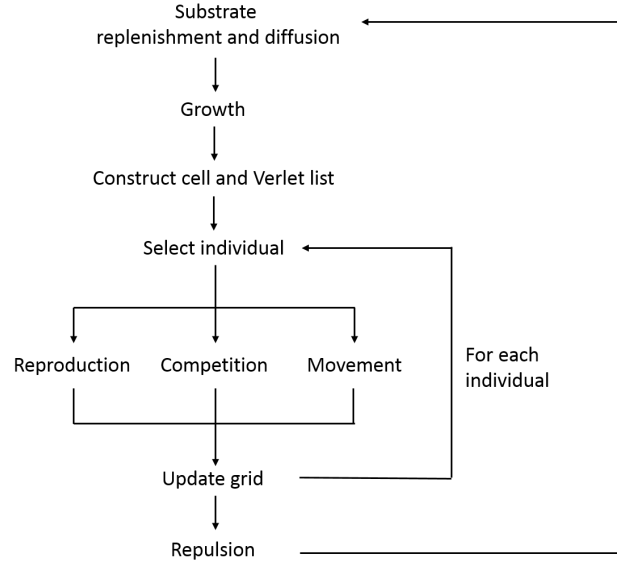 Substrate
replenishment and diffusion
Growth
Construct cell and Verlet list
Select individual
Reproduction
Competition
Movement
For each
individual
Update grid
Repulsion